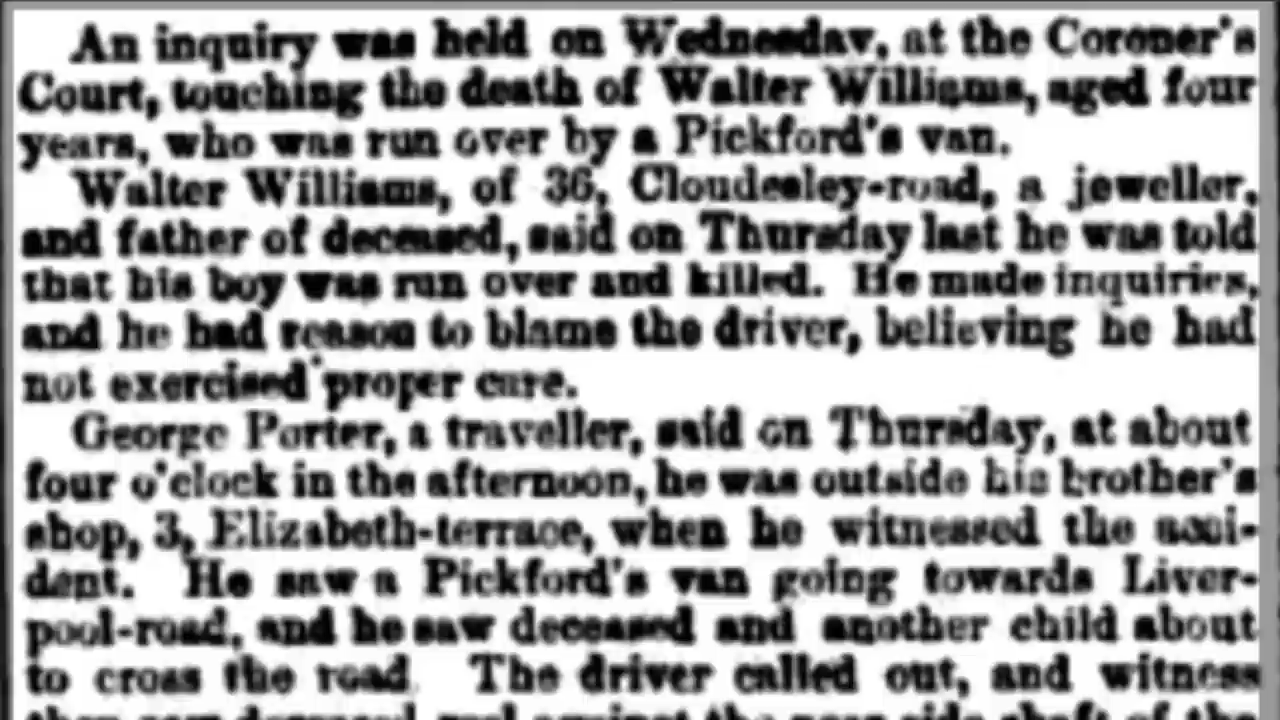 An inquiry was held on Wednesday, at the Coroner's
Court, touching the death of Walter Williams, aged four
years, who was run over by a Pickford's van.
Walter Williams, of 36, Cloudesley-road, a jeweller,
and father of deceased, said on Thursday last he was told
that his boy was run over and killed. He made inquiries,
and he had reason to blame the driver, believing he had
not exercised proper care.
George Porter, a traveller, said on Thursday, at about
four o'clock in the afternoon, he was outside his brother's
shop, 3, Elizabeth-terrace, when he witnessed the acci-
dent. He saw a Pickford's van going towards Liver-
pool-road, and he saw deceased and another child about
to cross the road. The driver called out, and witness